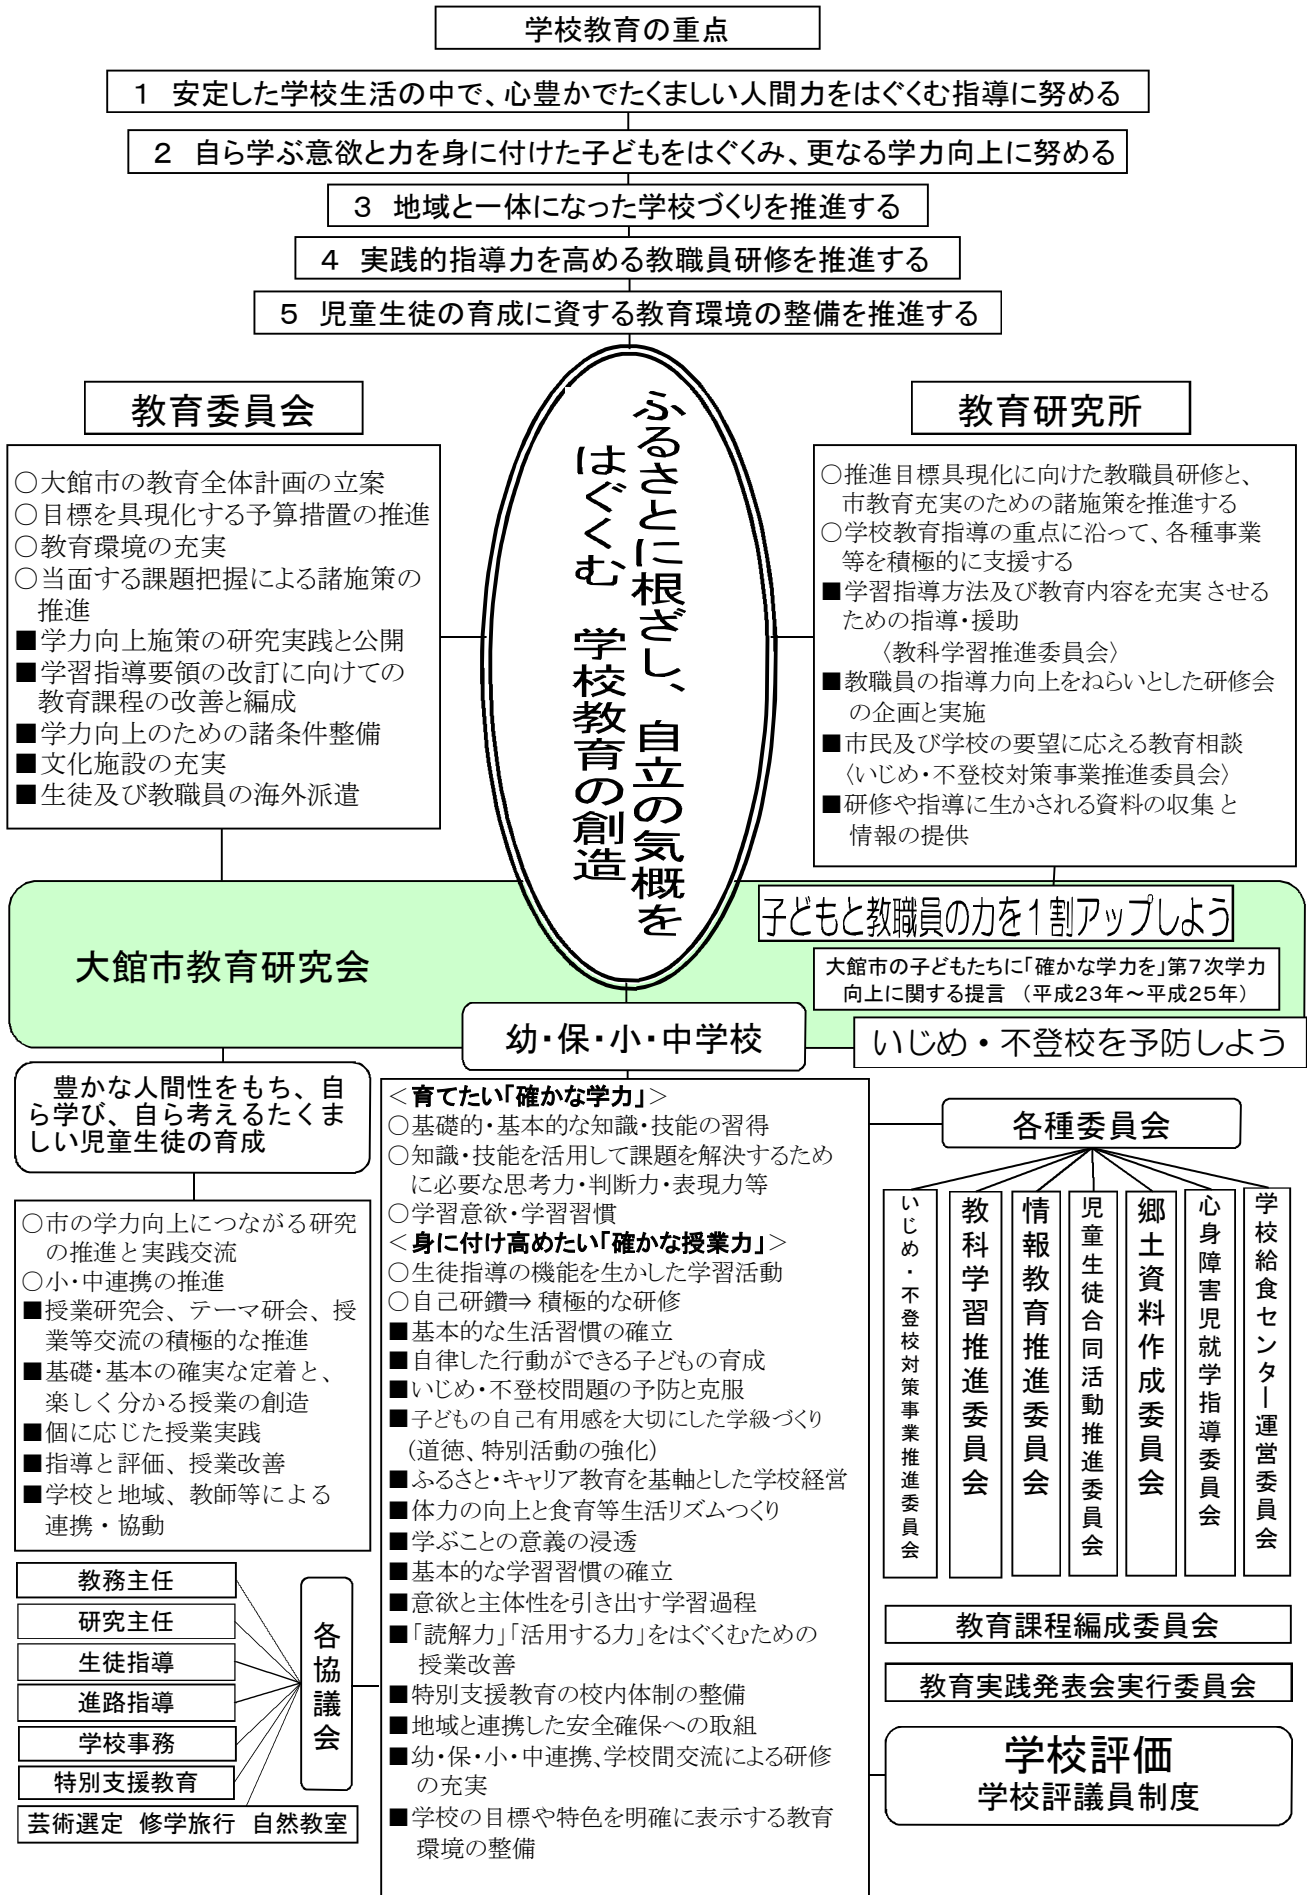 学校教育の重点
1 安定した学校生活の中で、心豊かでたくましい人間力をはぐくむ指導に努める
2 自ら学ぶ意欲と力を身に付けた子どもをはぐくみ、更なる学力向上に努める
3 地域と一体になった学校づくりを推進する
4 実践的指導力を高める教職員研修を推進する
5 児童生徒の育成に資する教育環境の整備を推進する
ふるさとに根ざし、自立の気概を
はぐくむ 学校教育の創造
教育委員会
○大館市の教育全体計画の立案
○目標を具現化する予算措置の推進
○教育環境の充実
○当面する課題把握による諸施策の
推進
■学力向上施策の研究実践と公開
■学習指導要領の改訂に向けての
教育課程の改善と編成
■学力向上のための諸条件整備
■文化施設の充実
■生徒及び教職員の海外派遣
教育研究所
○推進目標具現化に向けた教職員研修と、
市教育充実のための諸施策を推進する
○学校教育指導の重点に沿って、各種事業
等を積極的に支援する
■学習指導方法及び教育内容を充実させる
ための指導・援助
〈教科学習推進委員会〉
■教職員の指導力向上をねらいとした研修会
の企画と実施
■市民及び学校の要望に応える教育相談
〈いじめ・不登校対策事業推進委員会〉
■研修や指導に生かされる資料の収集と
情報の提供
大館市教育研究会
子どもと教職員の力を1割アップしよう
大館市の子どもたちに「確かな学力を」第7次学力
向上に関する提言 (平成23年～平成25年)
幼・保・小・中学校
いじめ・不登校を予防しよう
豊かな人間性をもち、自
ら学び、自ら考えるたくま
しい児童生徒の育成
○市の学力向上につながる研究
の推進と実践交流
○小・中連携の推進
■授業研究会、テーマ研会、授
業等交流の積極的な推進
■基礎・基本の確実な定着と、
楽しく分かる授業の創造
■個に応じた授業実践
■指導と評価、授業改善
■学校と地域、教師等による
連携・協動
教務主任
研究主任
生徒指導
進路指導
学校事務
特別支援教育
芸術選定 修学旅行 自然教室
各協議会
＜育てたい「確かな学力」＞
○基礎的・基本的な知識・技能の習得
○知識・技能を活用して課題を解決するため
に必要な思考力・判断力・表現力等
○学習意欲・学習習慣
＜身に付け高めたい「確かな授業力」＞
○生徒指導の機能を生かした学習活動
○自己研鑽⇒積極的な研修
■基本的な生活習慣の確立
■自律した行動ができる子どもの育成
■いじめ・不登校問題の予防と克服
■子どもの自己有用感を大切にした学級づくり
(道徳、特別活動の強化)
■ふるさと・キャリア教育を基軸とした学校経営
■体力の向上と食育等生活リズムつくり
■学ぶことの意義の浸透
■基本的な学習習慣の確立
■意欲と主体性を引き出す学習過程
■「読解力」「活用する力」をはぐくむための
授業改善
■特別支援教育の校内体制の整備
■地域と連携した安全確保への取組
■幼・保・小・中連携、学校間交流による研修
の充実
■学校の目標や特色を明確に表示する教育
環境の整備
各種委員会
いじめ・不登校対策事業推進委員会
教科学習推進委員会
情報教育推進委員会
児童生徒合同活動推進委員会
郷土資料作成委員会
心身障害児就学指導委員会
学校給食センター運営委員会
教育課程編成委員会
教育実践発表会実行委員会
学校評価
学校評議員制度